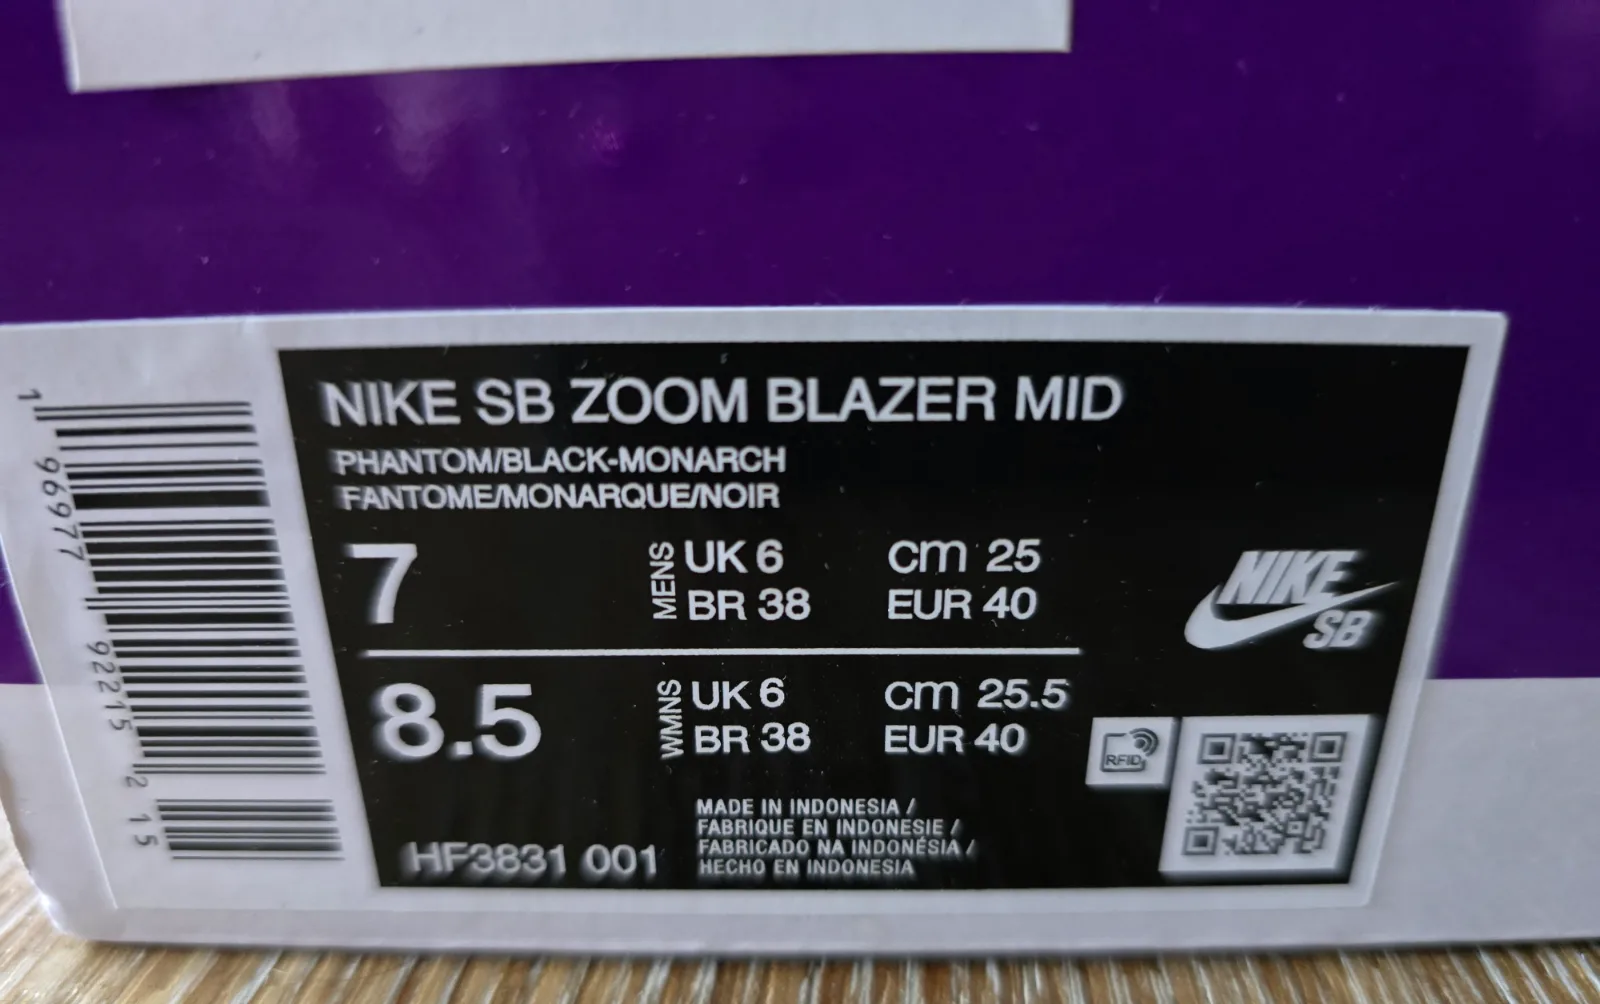 NIKE SB ZOOM BLAZER MID
PHANTOM/BLACK-MONARCH
FANTOME/MONARQUE/NOIR
7
MENS
UK 6 cm 25
BR 38 EUR 40
8.5
WMNS
UK 6 cm 25.5
BR 38 EUR 40
HF3831 001
MADE IN INDONESIA /
FABRIQUE EN INDONESIE /
FABRICADO NA INDONÉSIA /
HECHO EN INDONESIA
NIKE
SB
RFID
1 96977 92215 2 15